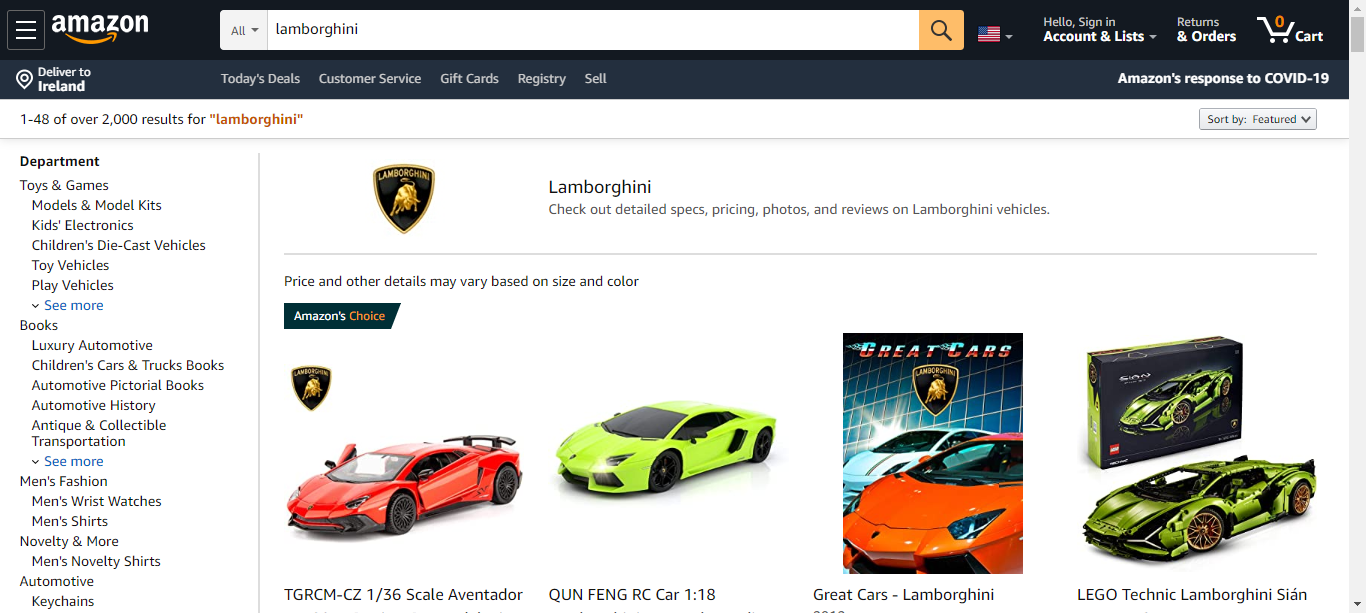 amazon
All
lamborghini
Hello, Sign in
Account & Lists
Returns
& Orders
0
Cart
Deliver to
Ireland
Today's Deals
Customer Service
Gift Cards
Registry
Sell
Amazon's response to COVID-19
1-48 of over 2,000 results for "lamborghini"
Sort by: Featured
Department
Toys & Games
Models & Model Kits
Kids' Electronics
Children's Die-Cast Vehicles
Toy Vehicles
Play Vehicles
See more
Books
Luxury Automotive
Children's Cars & Trucks Books
Automotive Pictorial Books
Automotive History
Antique & Collectible
Transportation
See more
Men's Fashion
Men's Wrist Watches
Men's Shirts
Novelty & More
Men's Novelty Shirts
Automotive
Keychains
LAMBORGHINI
Lamborghini
Check out detailed specs, pricing, photos, and reviews on Lamborghini vehicles.
Price and other details may vary based on size and color
Amazon's Choice
LAMBORGHINI
TGRCM-CZ 1/36 Scale Aventador
QUN FENG RC Car 1:18
GREAT CARS
LAMBORGHINI
Great Cars - Lamborghini
SIÁN
LEGO
LEGO Technic Lamborghini Sián